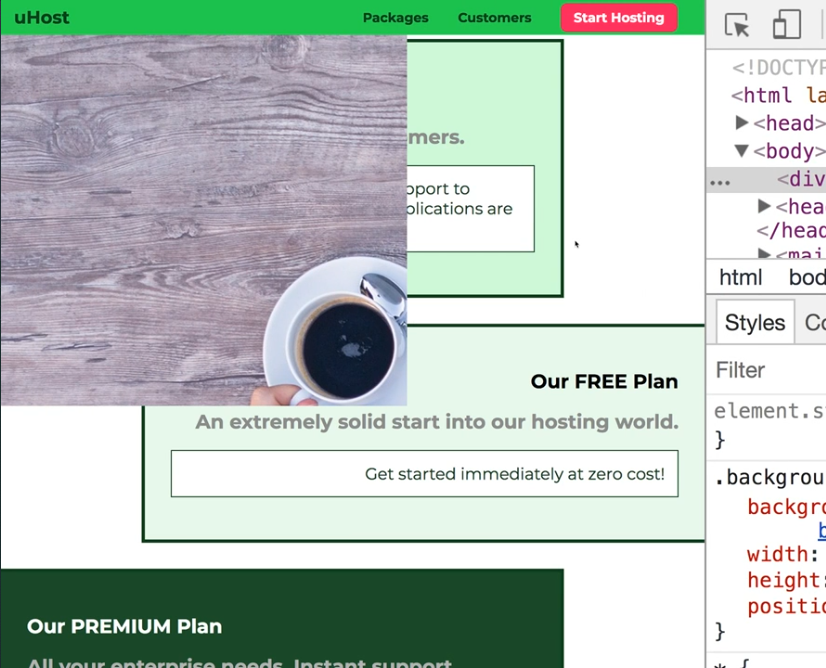 uHost
Packages Customers Start Hosting
mers.
pport to
plications are
Our FREE Plan
An extremely solid start into our hosting world.
Get started immediately at zero cost!
Our PREMIUM Plan
All your enterprise needs. Instant support
<!DOCTYP
<html la
▶<head>
▼<body>
... <div
▶<hea
</head
▶<mai
html bod
Styles Co
Filter
element.s
}
.backgrou
backgro
b
width:
height:
positio
}
* {